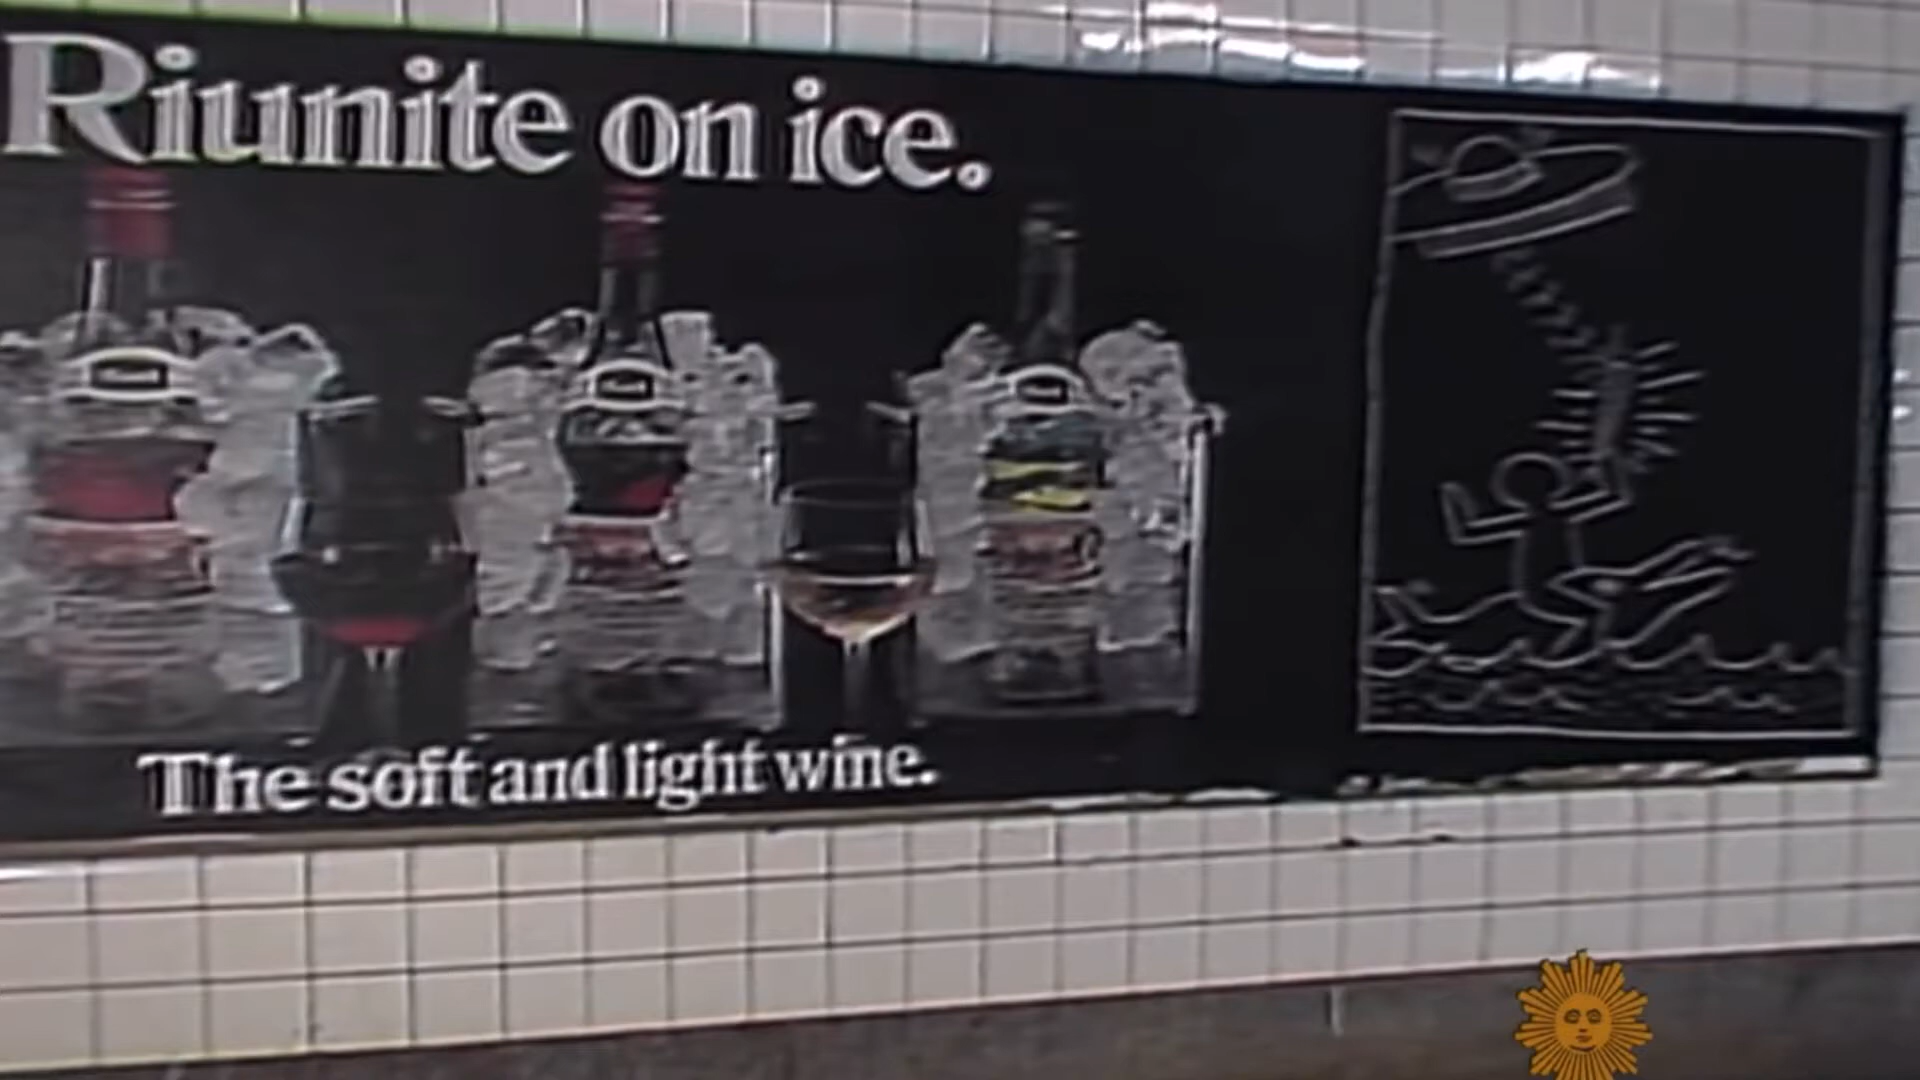 Riunite on ice.
The soft and light wine.